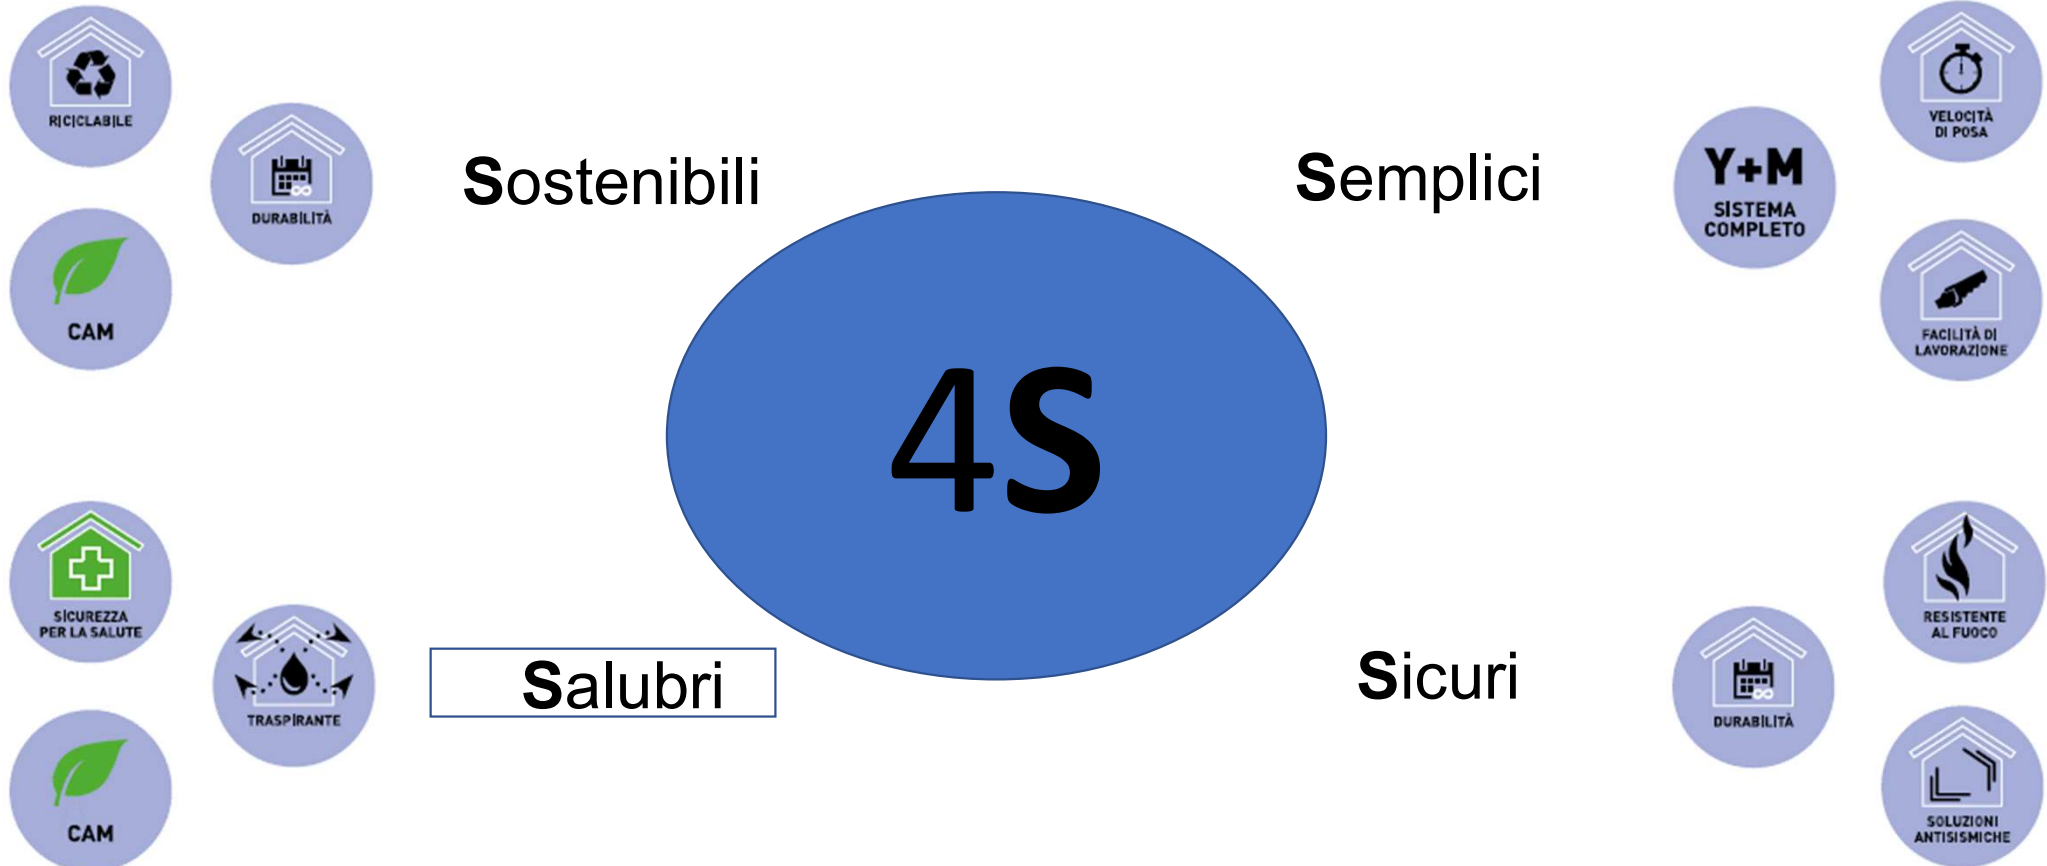 RICICLABILE
DURABILITÀ
CAM
Sostenibili
Semplici
Y+M
SISTEMA
COMPLETO
VELOCITÀ
DI POSA
FACILITÀ DI
LAVORAZIONE
4S
SICUREZZA
PER LA SALUTE
TRASPIRANTE
CAM
Salubri
Sicuri
DURABILITÀ
RESISTENTE
AL FUOCO
SOLUZIONI
ANTISISMICHE